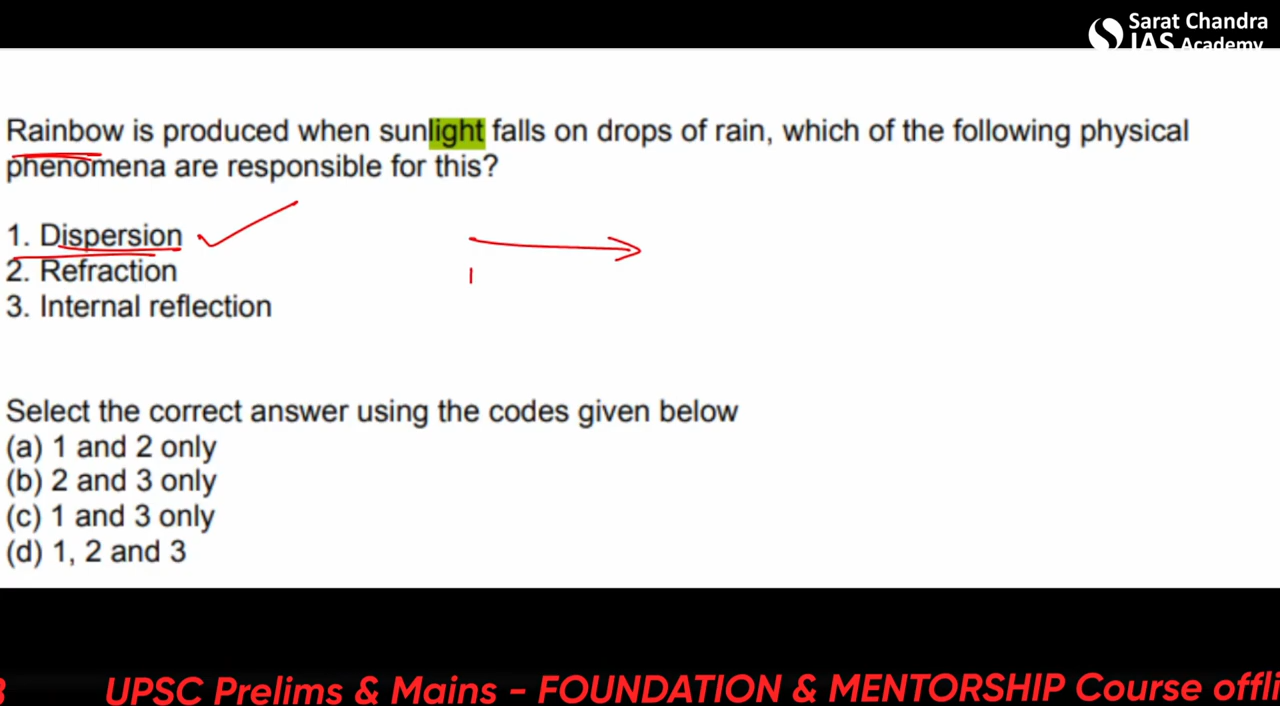 Sarat Chandra
IAS Academy
Rainbow is produced when sunlight falls on drops of rain, which of the following physical
phenomena are responsible for this?
1. Dispersion
2. Refraction
3. Internal reflection
Select the correct answer using the codes given below
(a) 1 and 2 only
(b) 2 and 3 only
(c) 1 and 3 only
(d) 1, 2 and 3
UPSC Prelims & Mains - FOUNDATION & MENTORSHIP Course offli